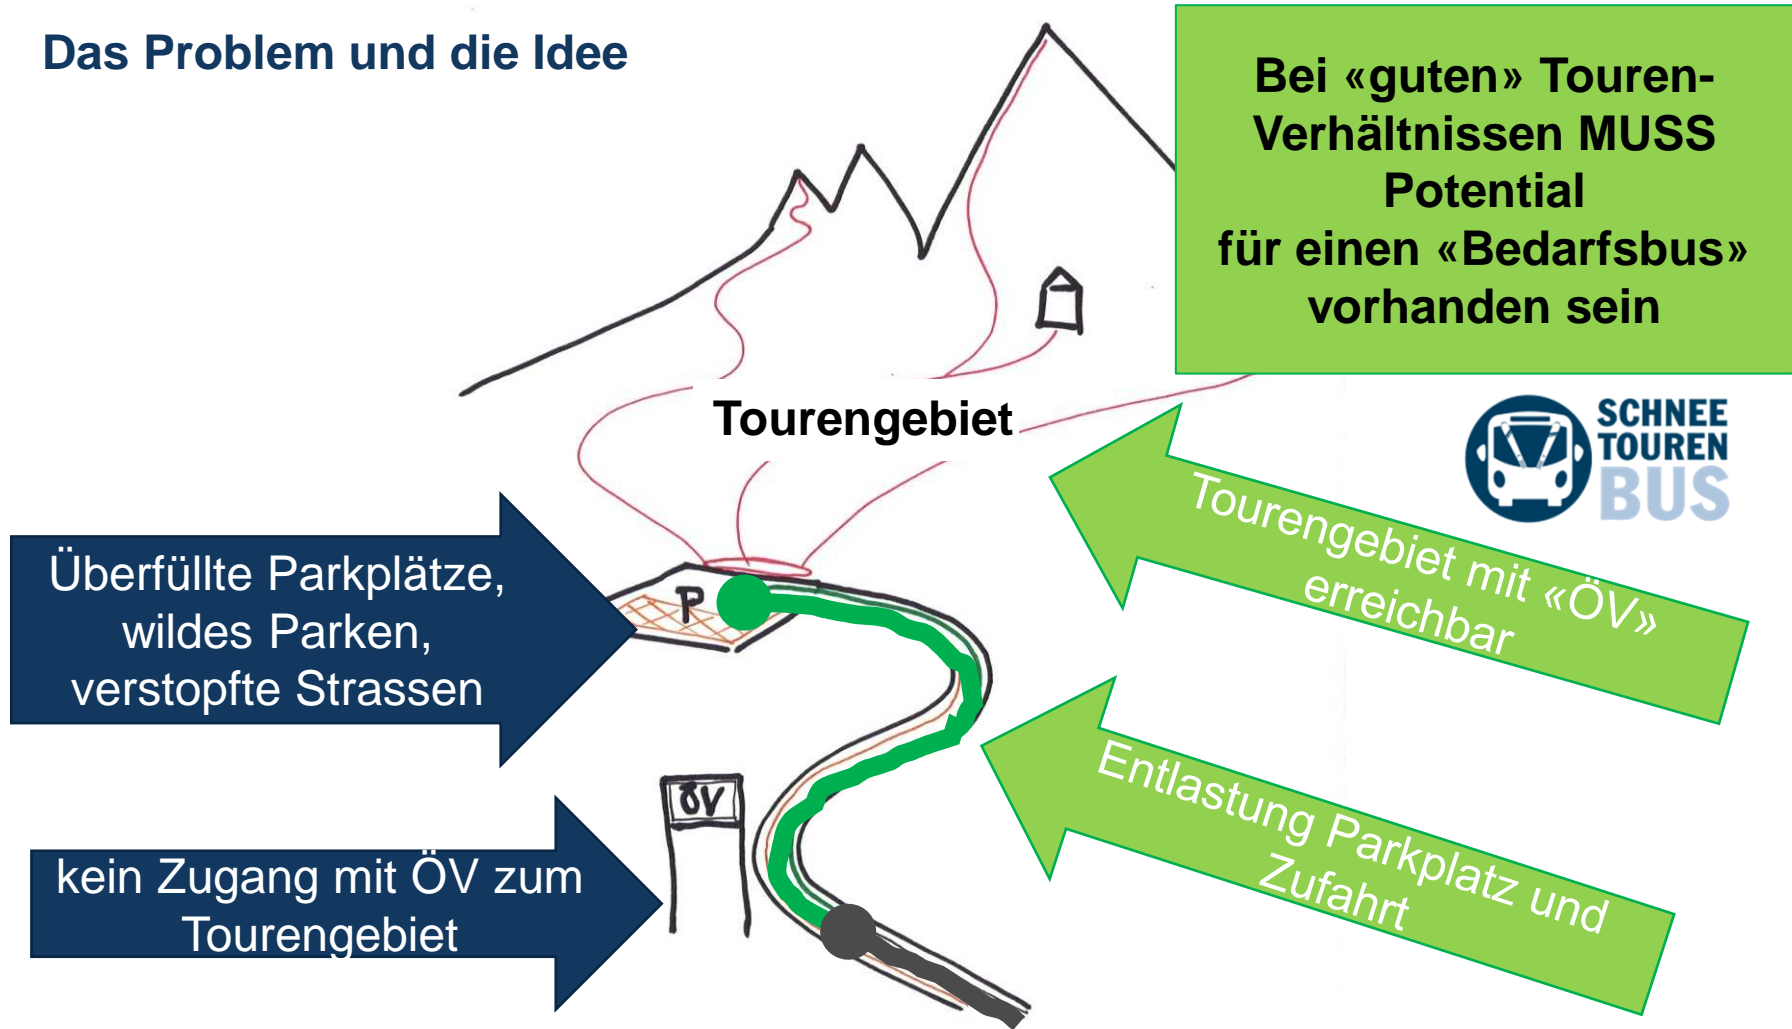 Das Problem und die Idee
Bei «guten» Touren-
Verhältnissen MUSS
Potential
für einen «Bedarfsbus»
vorhanden sein
SCHNEE
TOUREN
BUS
Tourengebiet
Tourengebiet mit «ÖV»
erreichbar
Überfüllte Parkplätze,
wildes Parken,
verstopfte Strassen
P
Entlastung Parkplatz und
Zufahrt
ÖV
kein Zugang mit ÖV zum
Tourengebiet